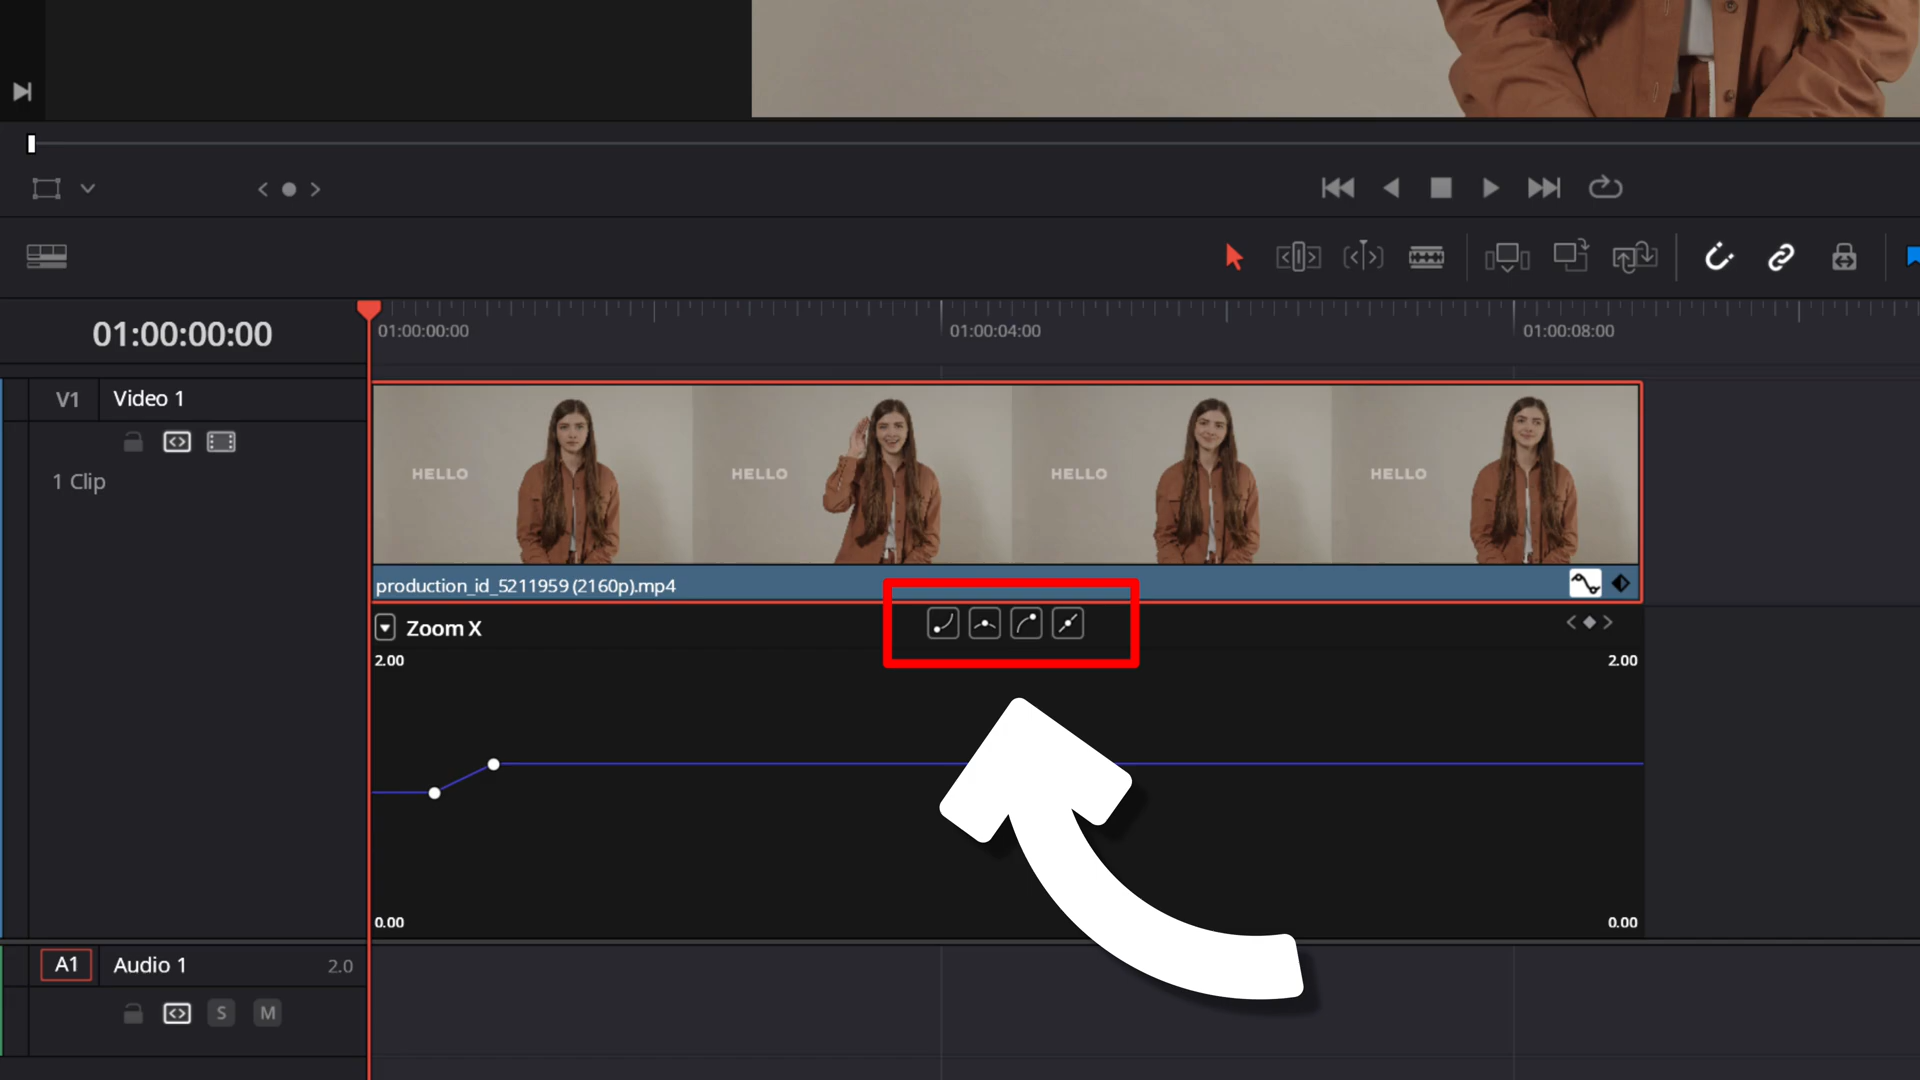 01:00:00:00
01:00:00:00
01:00:04:00
01:00:08:00
V1
Video 1
1 Clip
HELLO
HELLO
HELLO
HELLO
production_id_5211959 (2160p).mp4
Zoom X
2.00
2.00
0.00
0.00
A1
Audio 1
2.0
S
M